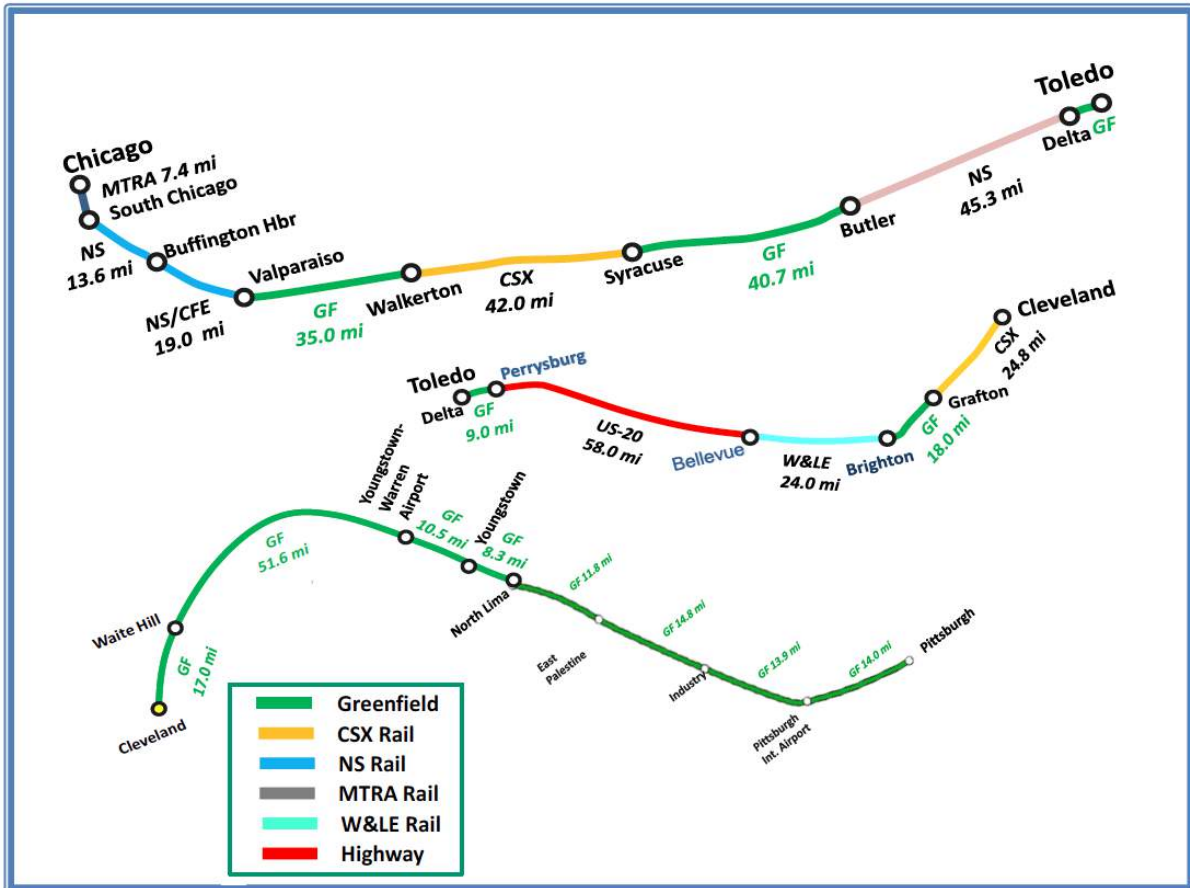 Chicago
MTRA 7.4 mi
South Chicago
NS
13.6 mi
Buffington Hbr
NS/CFE
19.0 mi
Valparaiso
GF
35.0 mi
Walkerton
CSX
42.0 mi
Syracuse
GF
40.7 mi
Butler
NS
45.3 mi
Toledo
Delta
GF
Toledo
Delta
GF
9.0 mi
Perrysburg
US-20
58.0 mi
Bellevue
W&LE
24.0 mi
Brighton
GF
18.0 mi
Grafton
CSX
24.8 mi
Cleveland
Cleveland
GF
17.0 mi
Waite Hill
GF
51.6 mi
Youngstown-
Warren
Airport
GF
10.5 mi
Youngstown
GF
8.3 mi
North Lima
GF 11.8 mi
East
Palestine
GF 14.8 mi
Industry
GF 13.9 mi
Pittsburgh
Int. Airport
GF 14.0 mi
Pittsburgh
Greenfield
CSX Rail
NS Rail
MTRA Rail
W&LE Rail
Highway